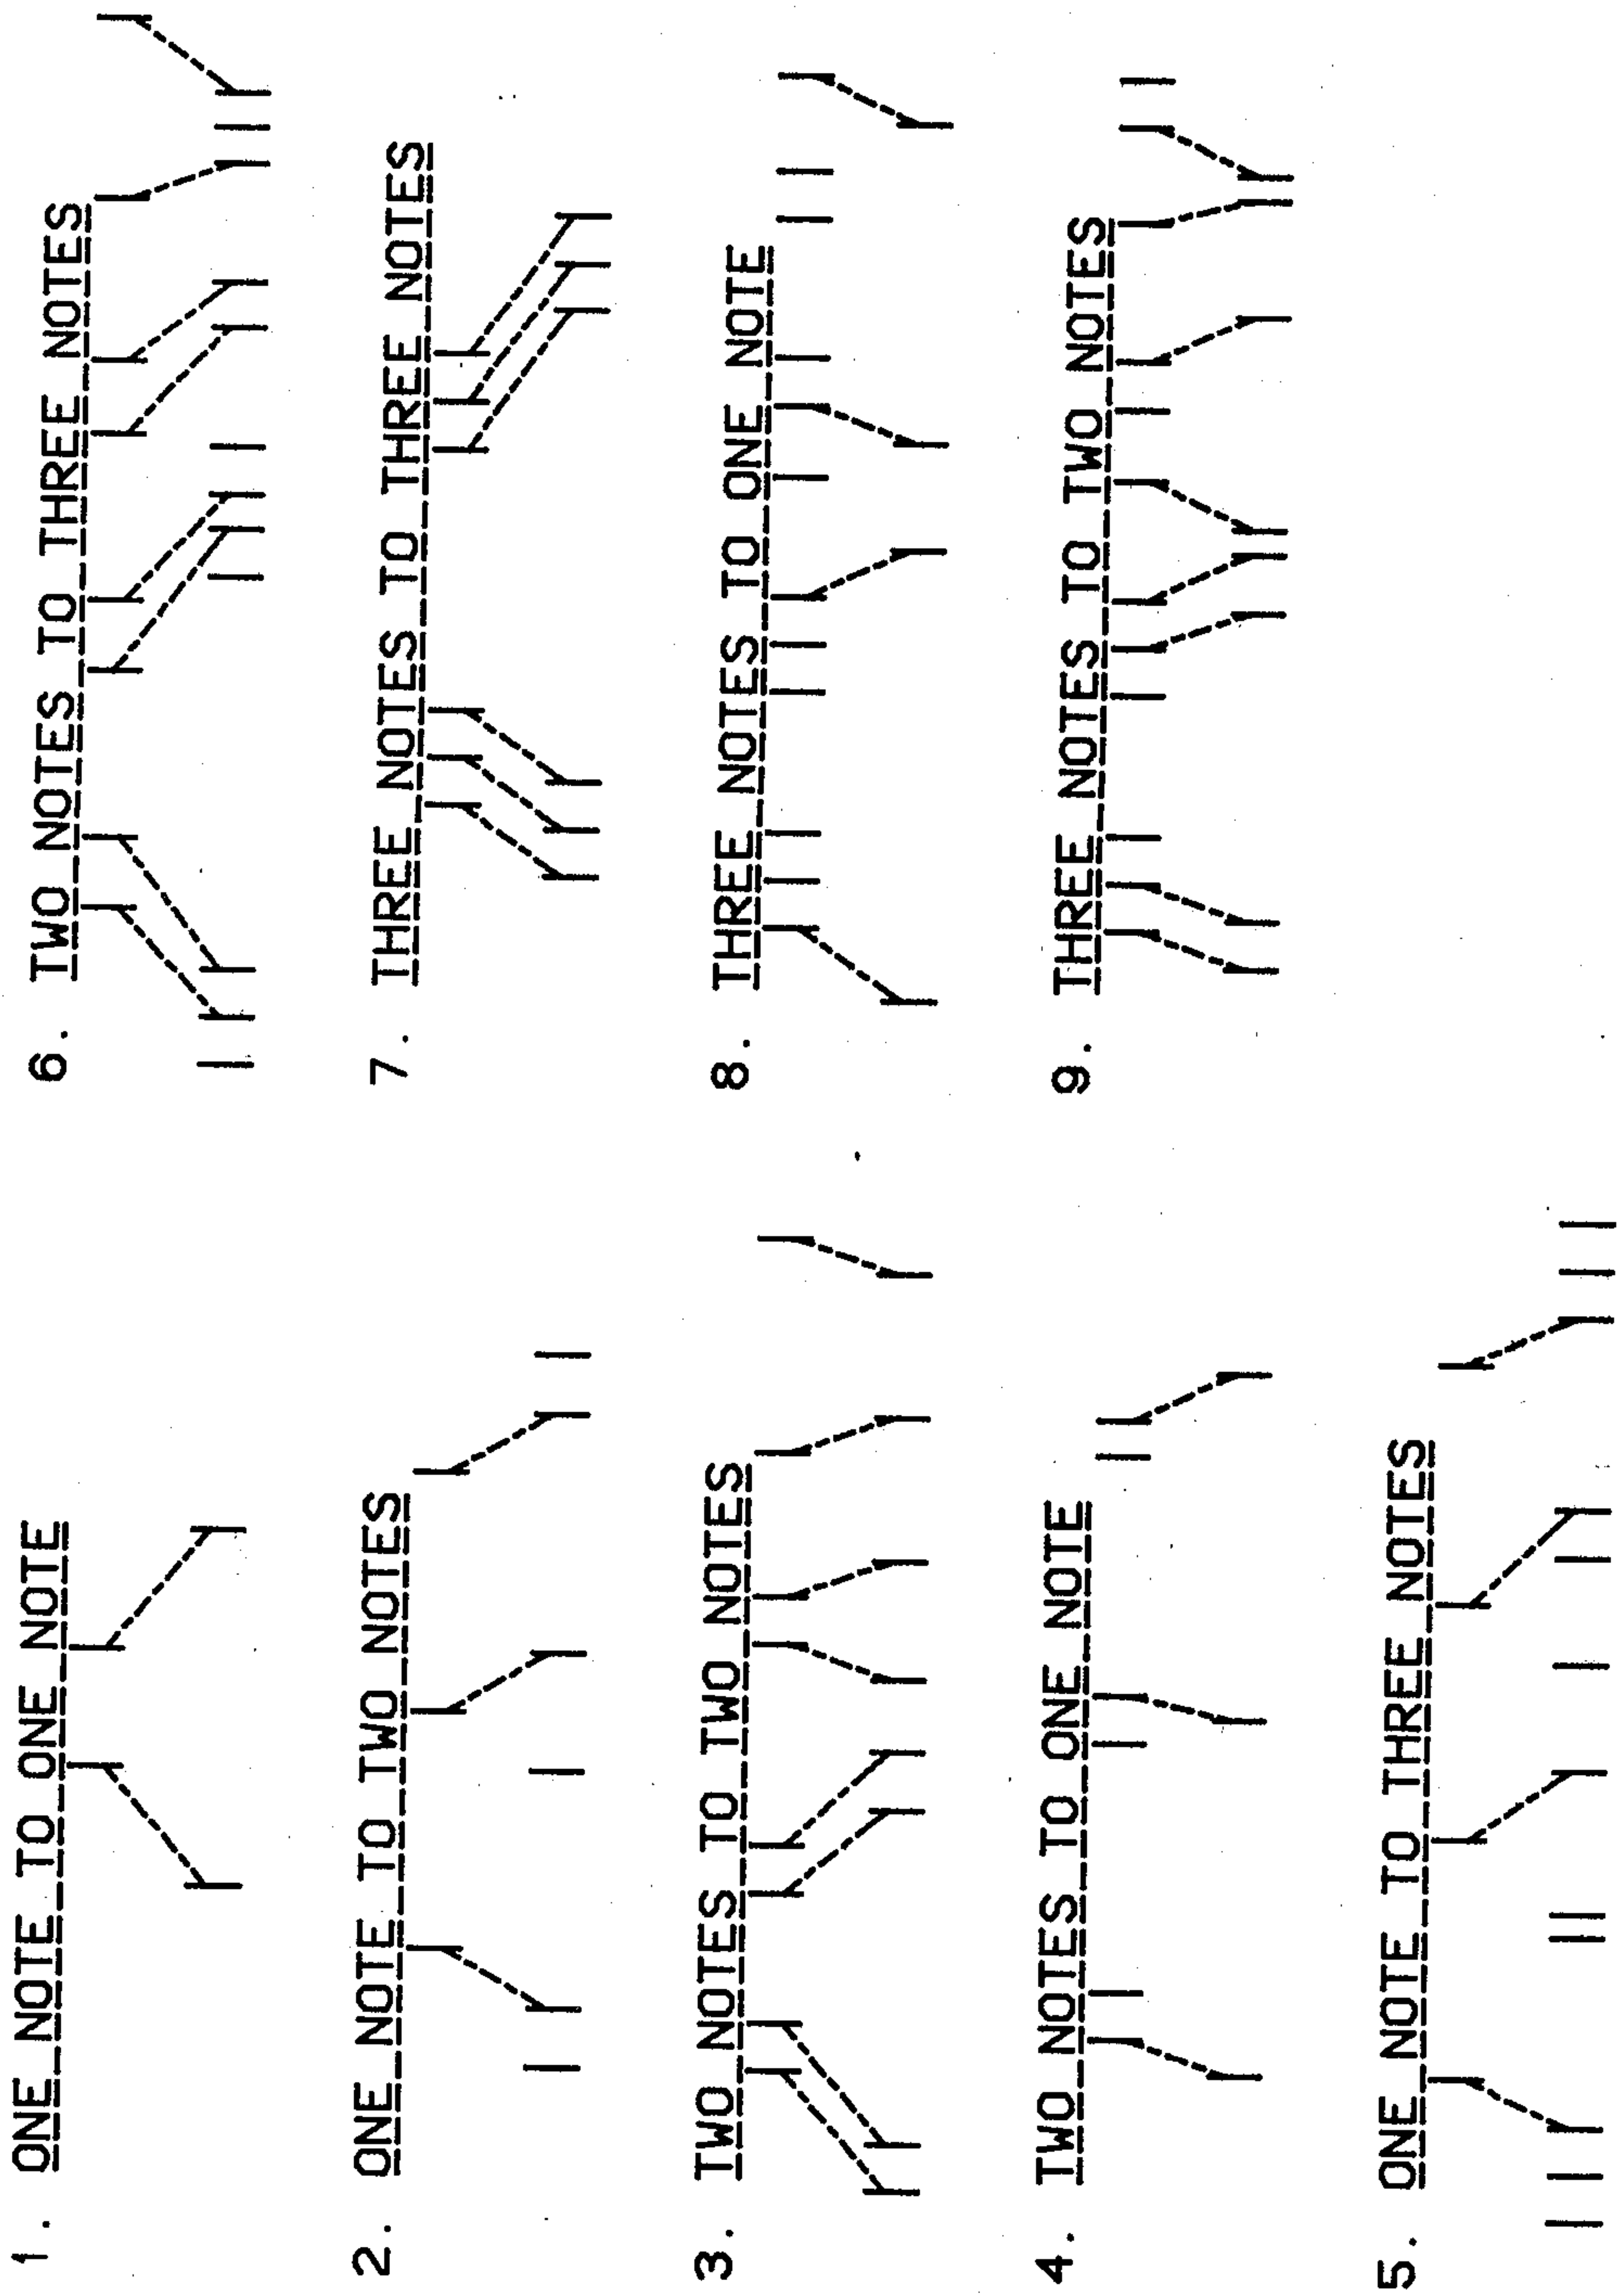 1. ONE NOTE TO ONE NOTE
2. ONE NOTE TO TWO NOTES
3. TWO NOTES TO TWO NOTES
4. TWO NOTES TO ONE NOTE
5. ONE NOTE TO THREE NOTES
6. TWO NOTES TO THREE NOTES
7. THREE NOTES TO THREE NOTES
8. THREE NOTES TO ONE NOTE
9. THREE NOTES TO TWO NOTES